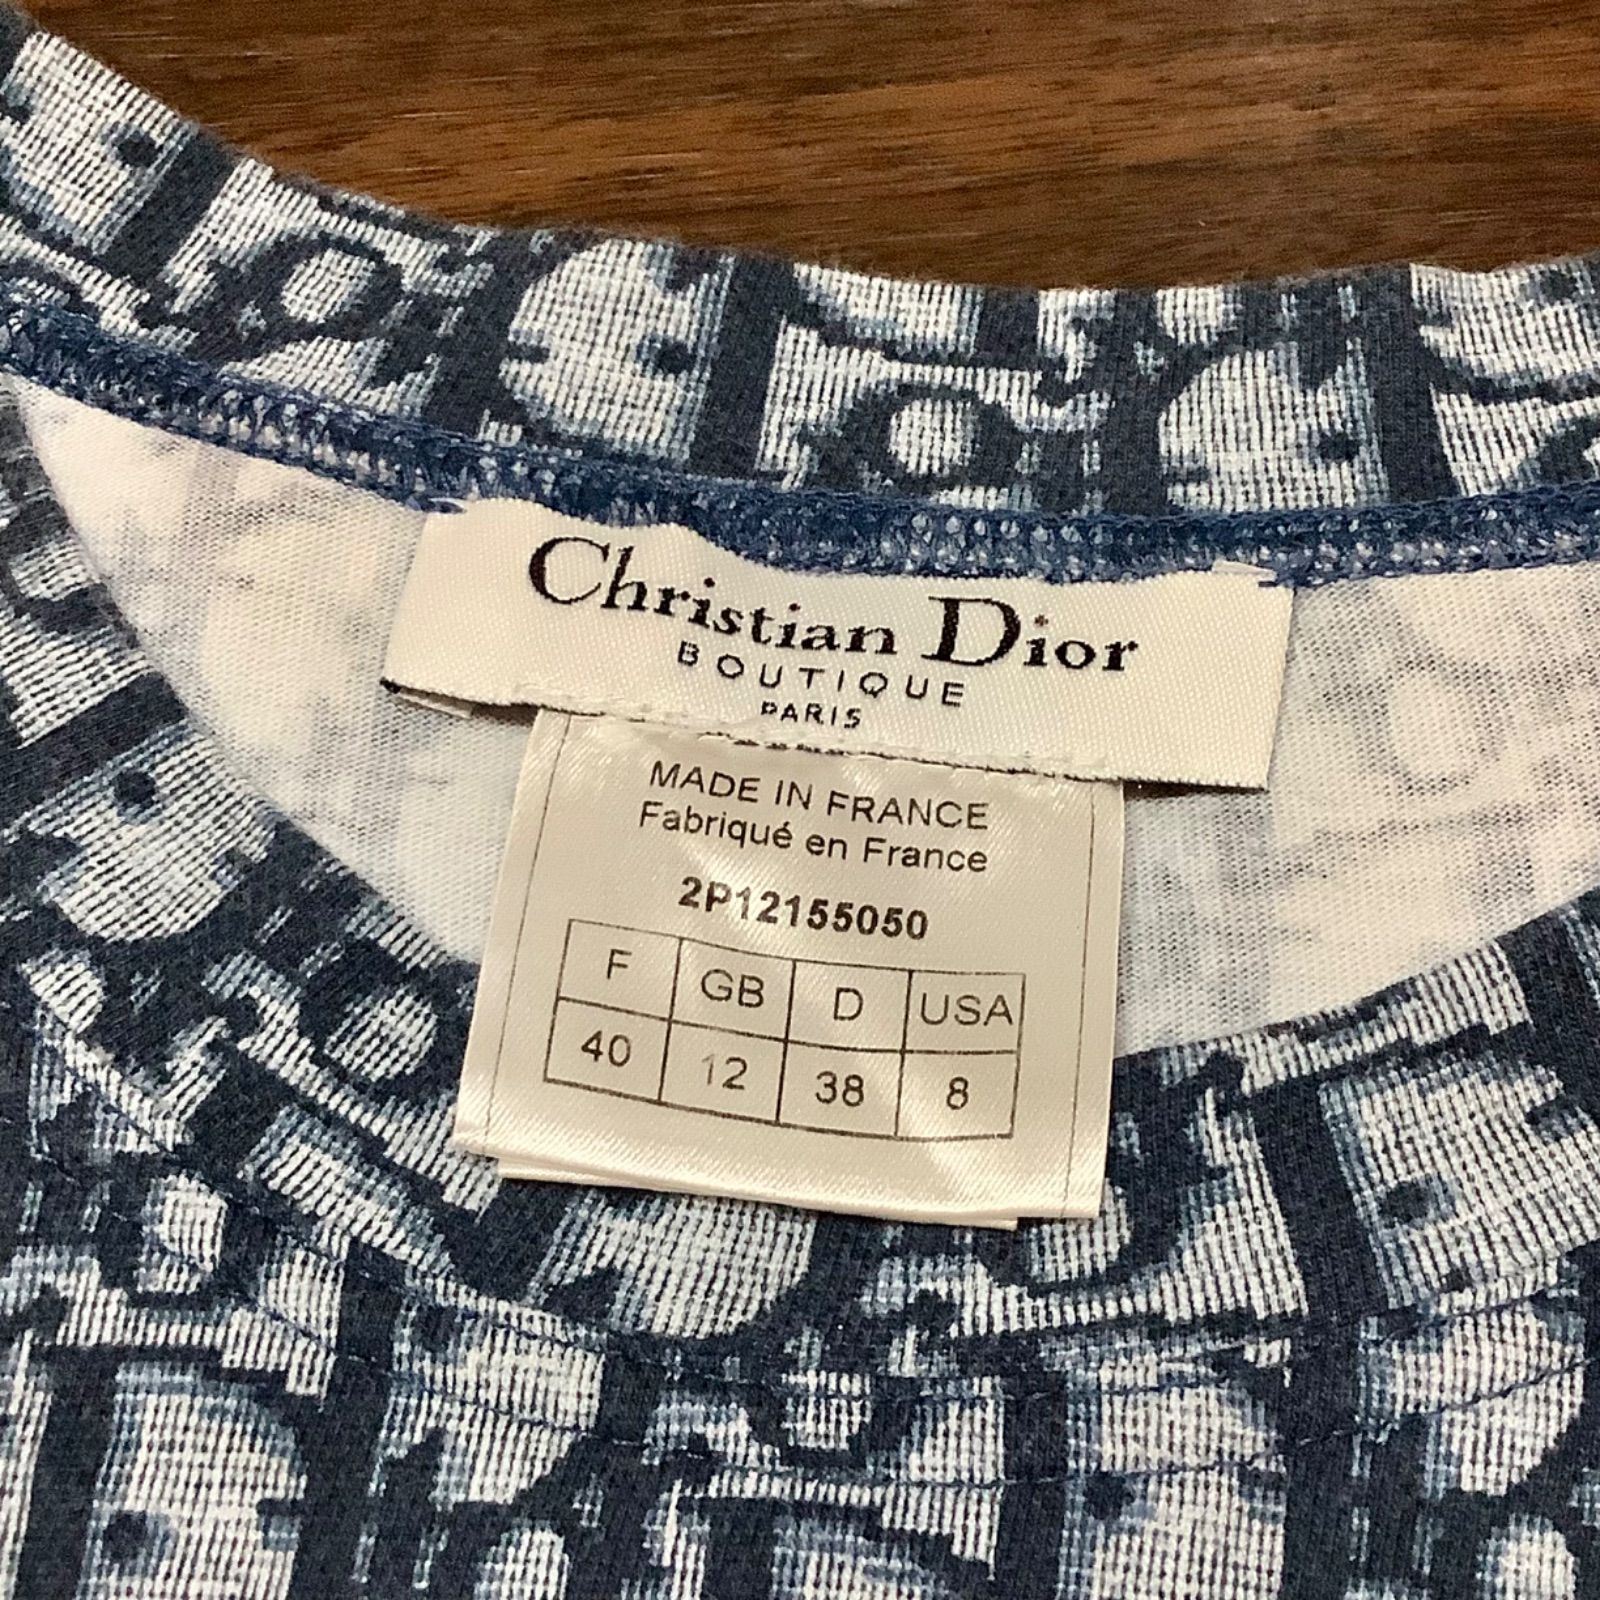 Christian Dior
BOUTIQUE
PARIS
MADE IN FRANCE
Fabriqué en France
2P12155050
F GB D USA
40 12 38 8